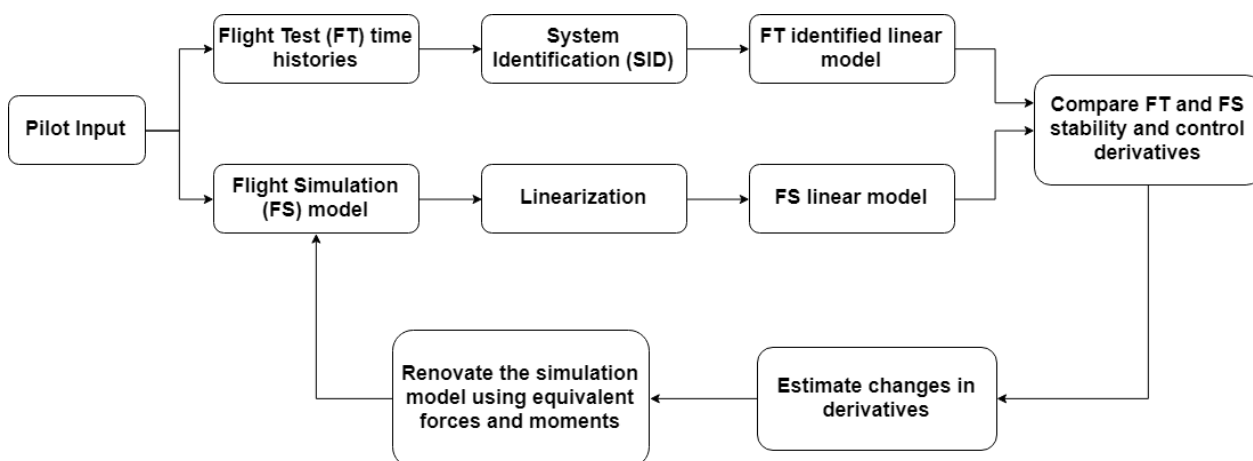 Pilot Input
Flight Test (FT) time
histories
System
Identification (SID)
FT identified linear
model
Flight Simulation
(FS) model
Linearization
FS linear model
Compare FT and FS
stability and control
derivatives
Estimate changes in
derivatives
Renovate the simulation
model using equivalent
forces and moments